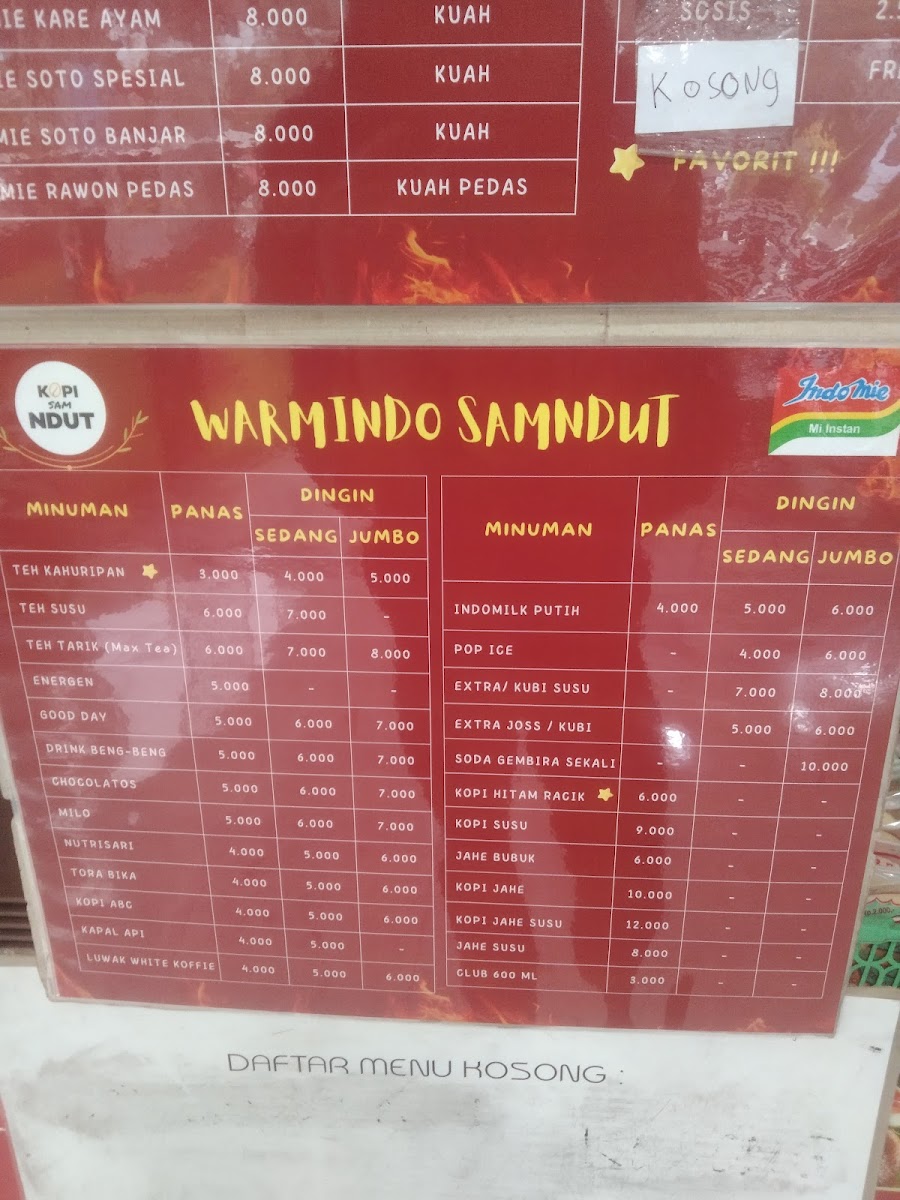 MIE KARE AYAM 8.000 KUAH
MIE SOTO SPESIAL 8.000 KUAH
MIE SOTO BANJAR 8.000 KUAH
MIE RAWON PEDAS 8.000 KUAH PEDAS
SOSIS 2.
KOSONG FR
FAVORIT !!!
KOPI
SAM
NDUT
WARMINDO SAMNDUT
Indomie
Mi Instan
MINUMAN PANAS DINGIN
SEDANG JUMBO
TEH KAHURIPAN 3.000 4.000 5.000
TEH SUSU 6.000 7.000 -
TEH TARIK (Max Tea) 6.000 7.000 8.000
ENERGEN 5.000 - -
GOOD DAY 5.000 6.000 7.000
DRINK BENG-BENG 5.000 6.000 7.000
CHOCOLATOS 5.000 6.000 7.000
MILO 5.000 6.000 7.000
NUTRISARI 4.000 5.000 6.000
TORA BIKA 4.000 5.000 6.000
KOPI ABC 4.000 5.000 6.000
KAPAL API 4.000 5.000 -
LUWAK WHITE KOFFIE 4.000 5.000 6.000
MINUMAN PANAS DINGIN
SEDANG JUMBO
INDOMILK PUTIH 4.000 5.000 6.000
POP ICE - 4.000 6.000
EXTRA/ KUBI SUSU - 7.000 8.000
EXTRA JOSS / KUBI 5.000 6.000
SODA GEMBIRA SEKALI - - 10.000
KOPI HITAM RACIK 6.000 - -
KOPI SUSU 9.000 - -
JAHE BUBUK 6.000 - -
KOPI JAHE 10.000 - -
KOPI JAHE SUSU 12.000 - -
JAHE SUSU 8.000 - -
CLUB 600 ML 3.000 - -
DAFTAR MENU KOSONG :